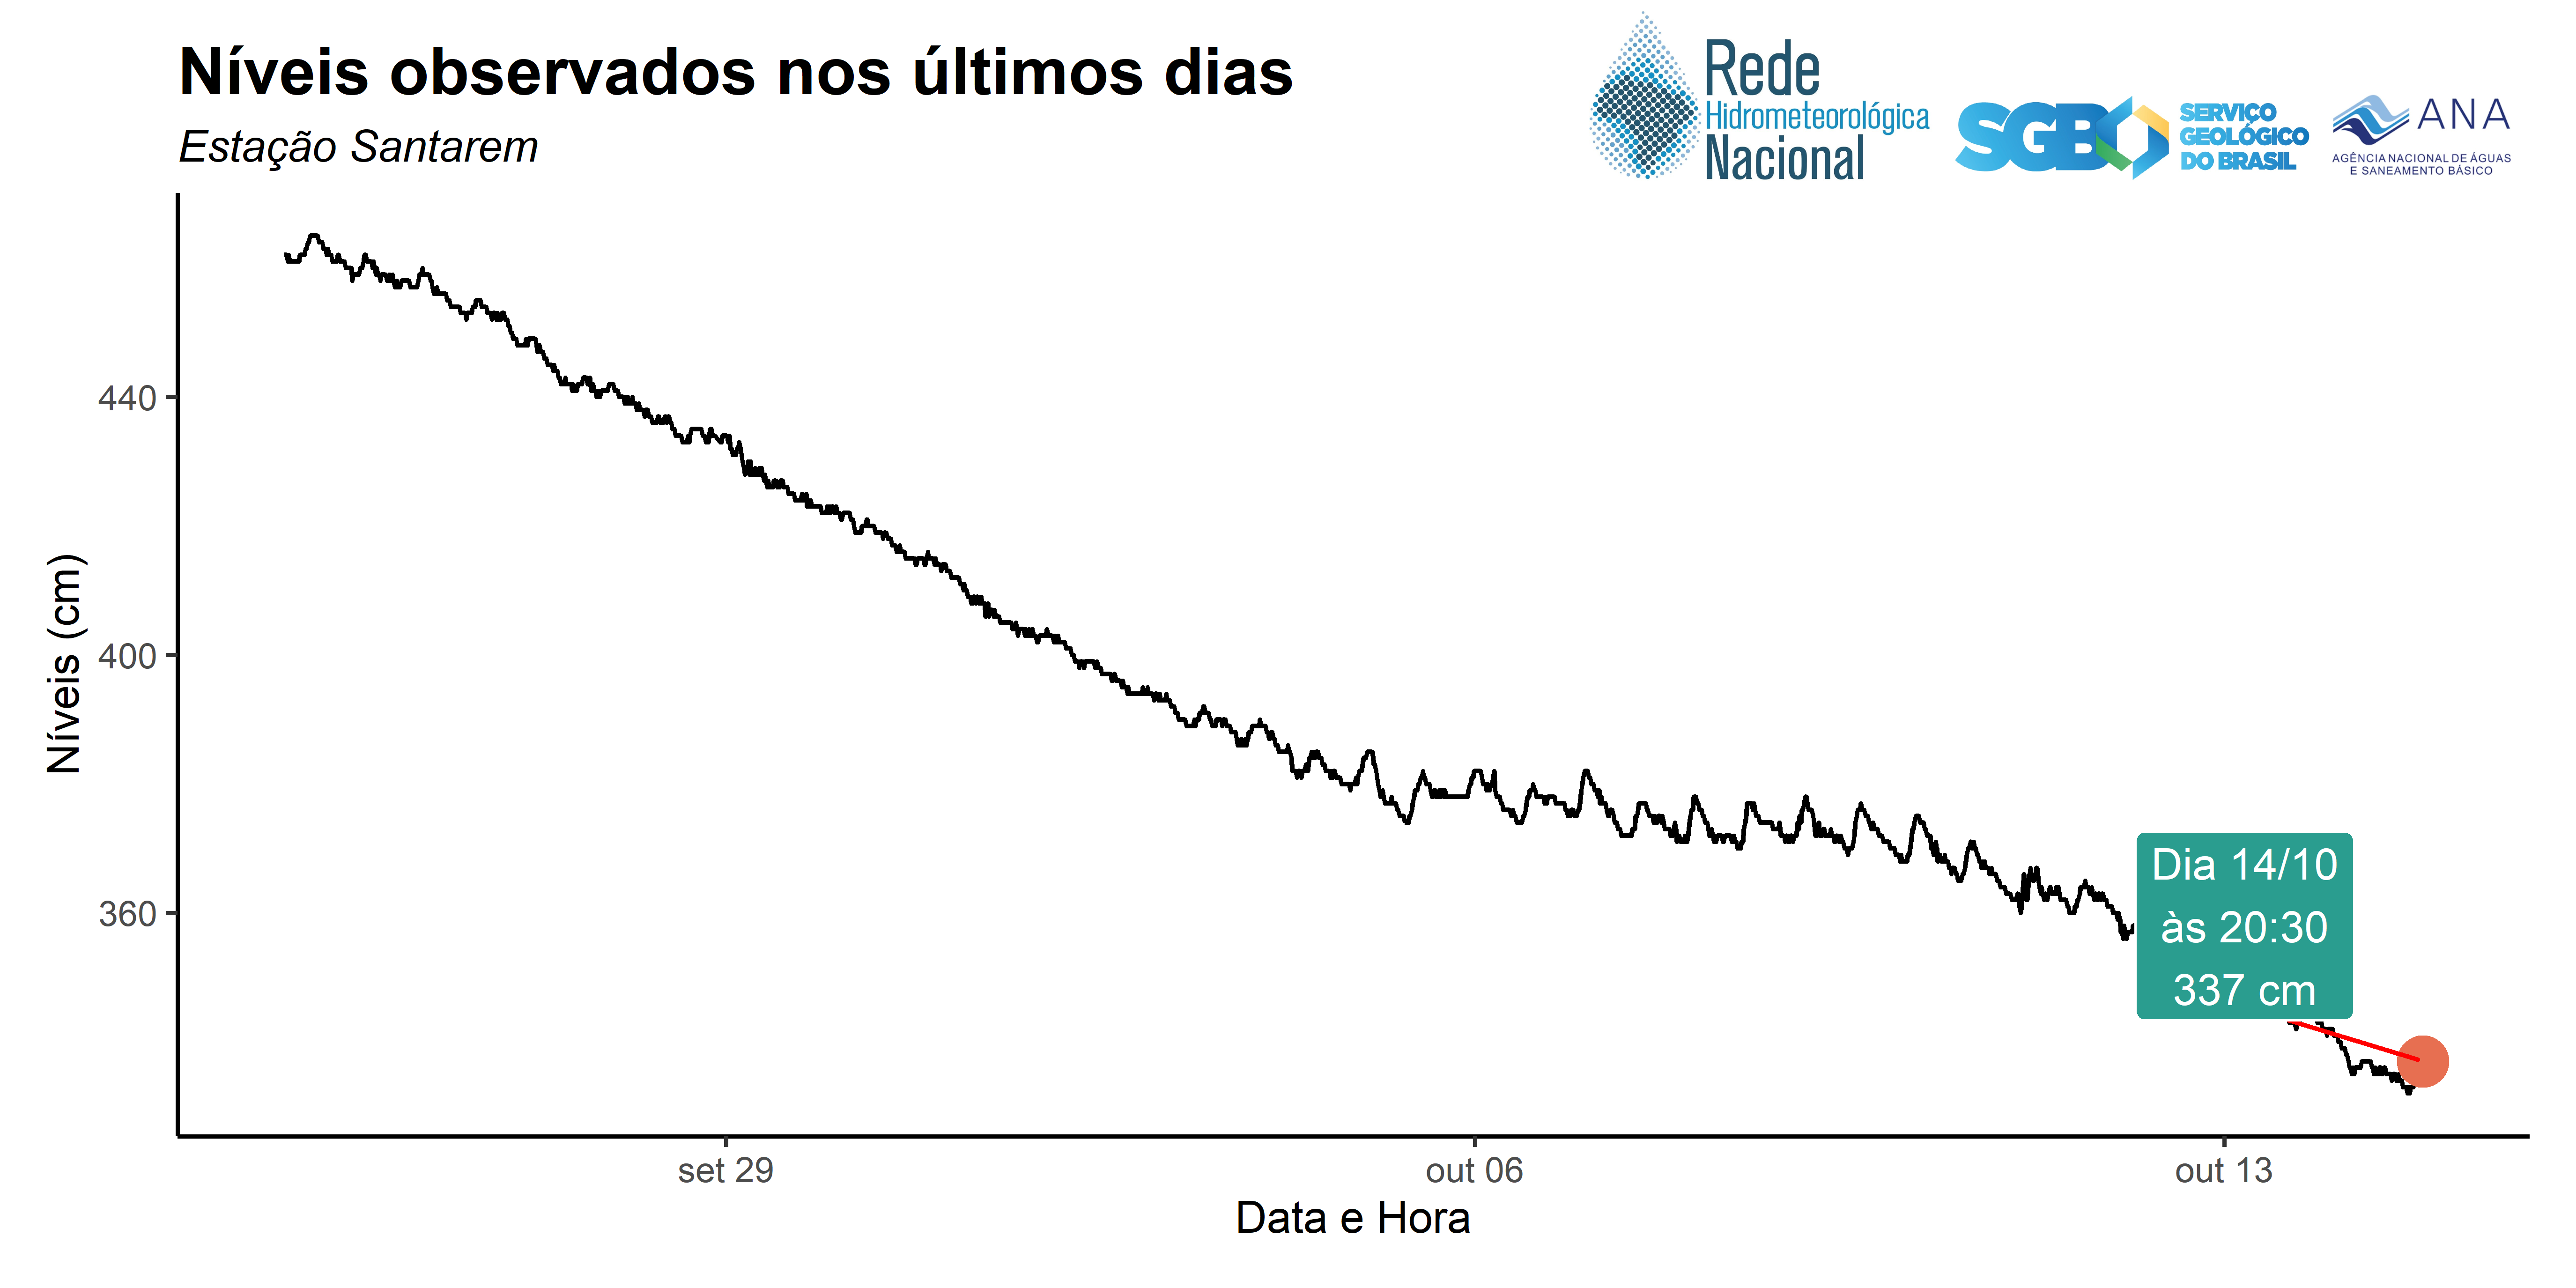 Níveis observados nos últimos dias
Estação Santarem
Rede
Hidrometeorológica
Nacional
SGB
SERVIÇO
GEOLÓGICO
DO BRASIL
ANA
AGÊNCIA NACIONAL DE ÁGUAS
E SANEAMENTO BÁSICO
Níveis (cm)
440
400
360
Dia 14/10
às 20:30
337 cm
set 29
out 06
out 13
Data e Hora